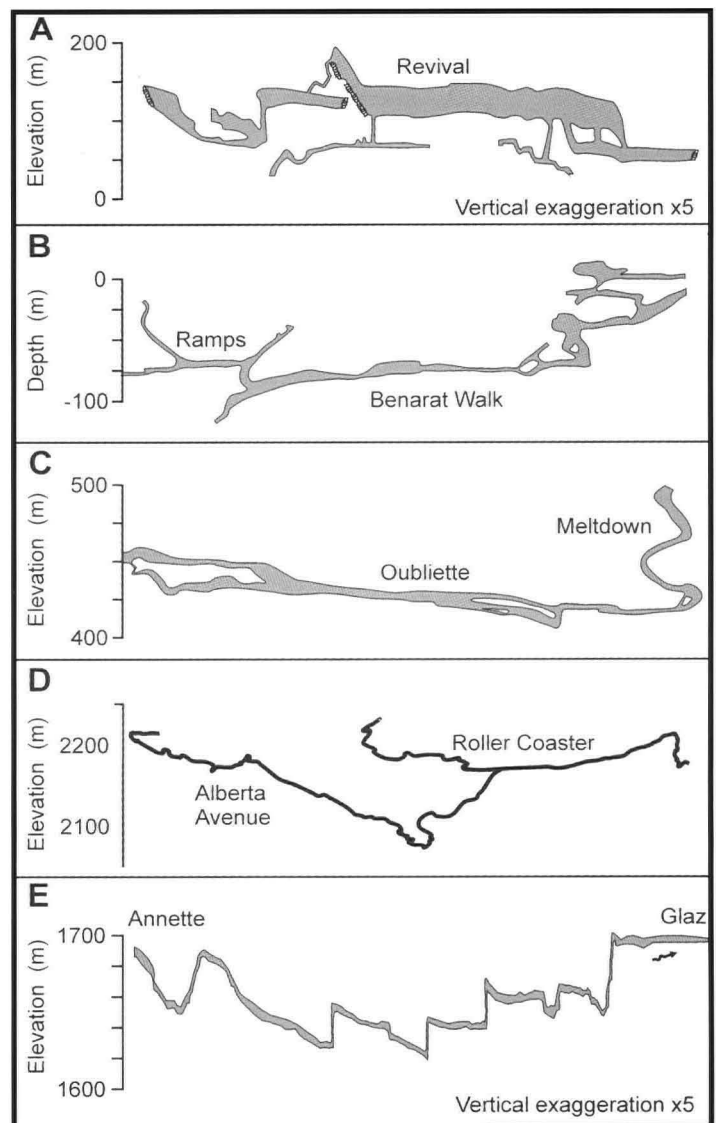 A
200
Elevation (m)
0
Revival
Vertical exaggeration x5
B
0
Depth (m)
-100
Ramps
Benarat Walk
C
500
Elevation (m)
400
Meltdown
Oubliette
D
2200
Elevation (m)
2100
Roller Coaster
Alberta
Avenue
E
Annette
Glaz
1700
Elevation (m)
1600
Vertical exaggeration x5